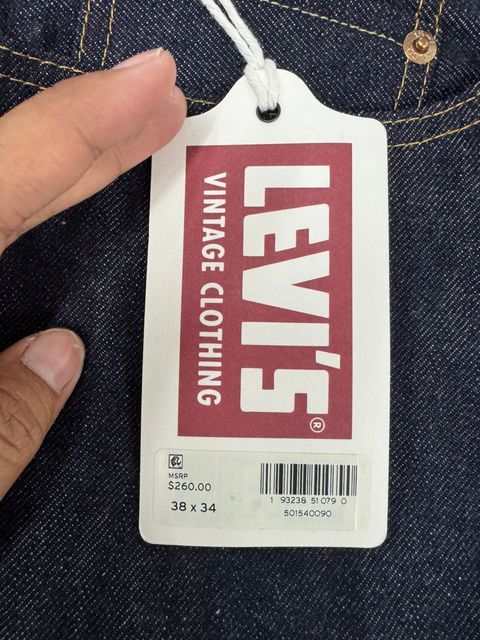 LEVI'S®
VINTAGE CLOTHING
MSRP
$260.00
38 x 34
1 93238 51079 0
501540090